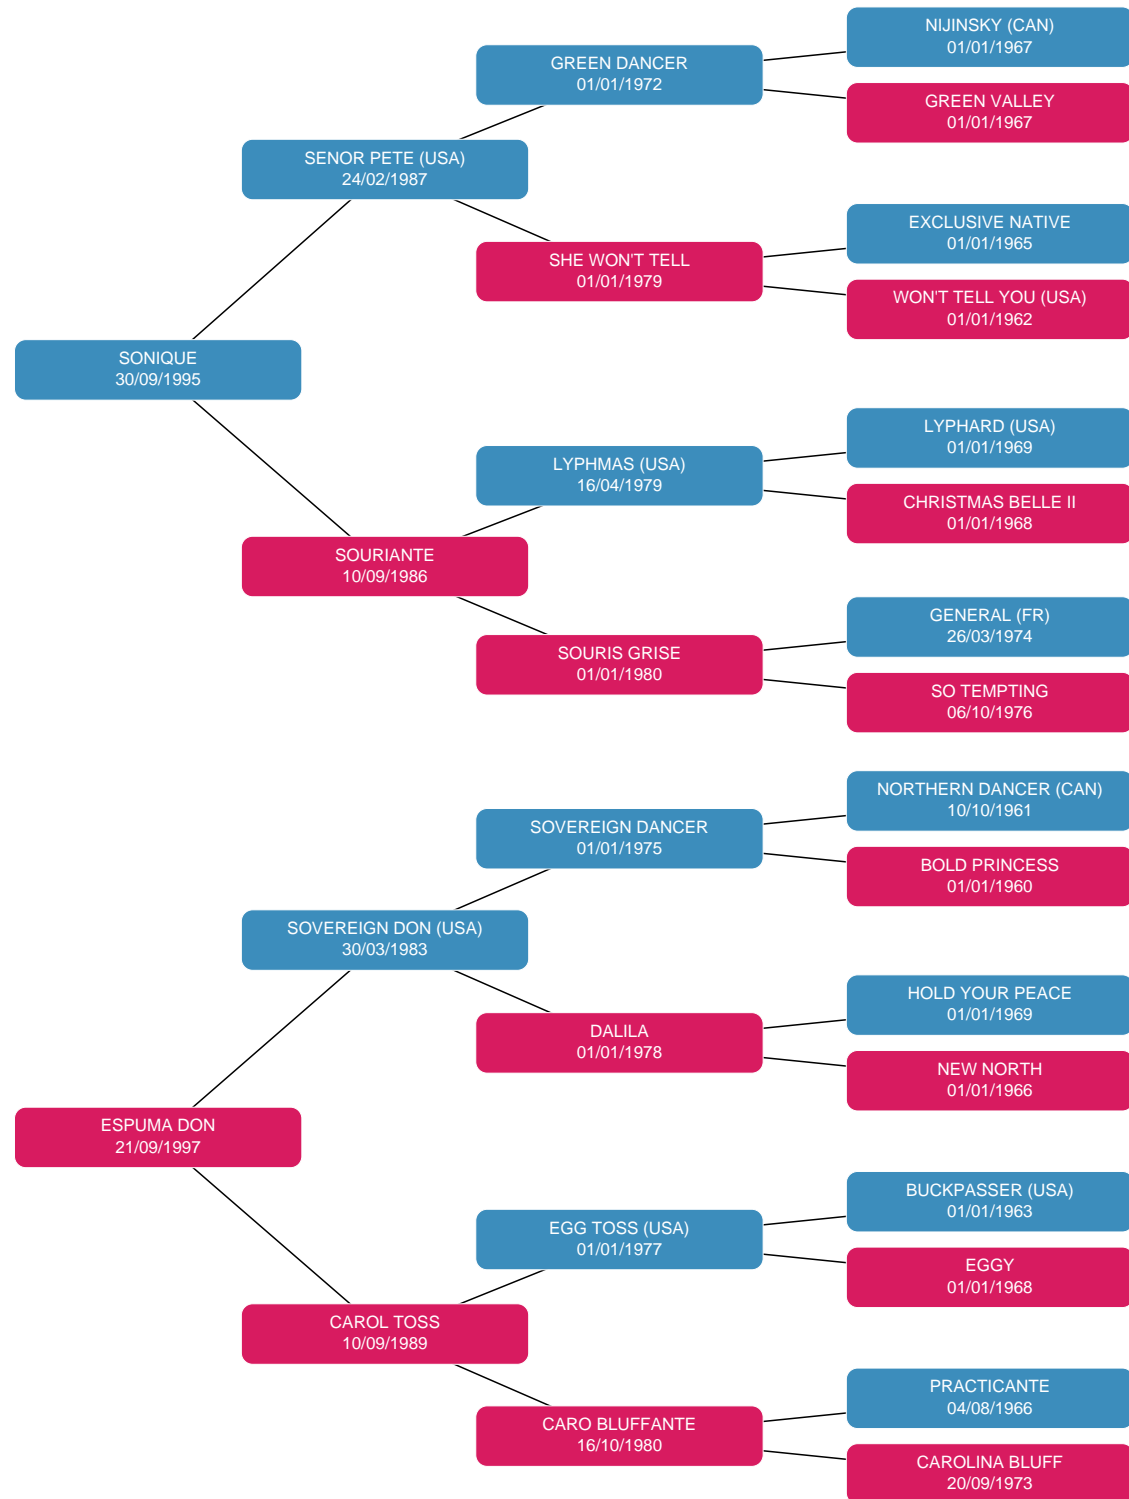 NIJINSKY (CAN)
01/01/1967
GREEN DANCER
01/01/1972
GREEN VALLEY
01/01/1967
SENOR PETE (USA)
24/02/1987
EXCLUSIVE NATIVE
01/01/1965
SHE WON'T TELL
01/01/1979
WON'T TELL YOU (USA)
01/01/1962
SONIQUE
30/09/1995
LYPHARD (USA)
01/01/1969
LYPHMAS (USA)
16/04/1979
CHRISTMAS BELLE II
01/01/1968
SOURIANTE
10/09/1986
GENERAL (FR)
26/03/1974
SOURIS GRISE
01/01/1980
SO TEMPTING
06/10/1976
NORTHERN DANCER (CAN)
10/10/1961
SOVEREIGN DANCER
01/01/1975
BOLD PRINCESS
01/01/1960
SOVEREIGN DON (USA)
30/03/1983
HOLD YOUR PEACE
01/01/1969
DALILA
01/01/1978
NEW NORTH
01/01/1966
ESPUMA DON
21/09/1997
BUCKPASSER (USA)
01/01/1963
EGG TOSS (USA)
01/01/1977
EGGY
01/01/1968
CAROL TOSS
10/09/1989
PRACTICANTE
04/08/1966
CARO BLUFFANTE
16/10/1980
CAROLINA BLUFF
20/09/1973